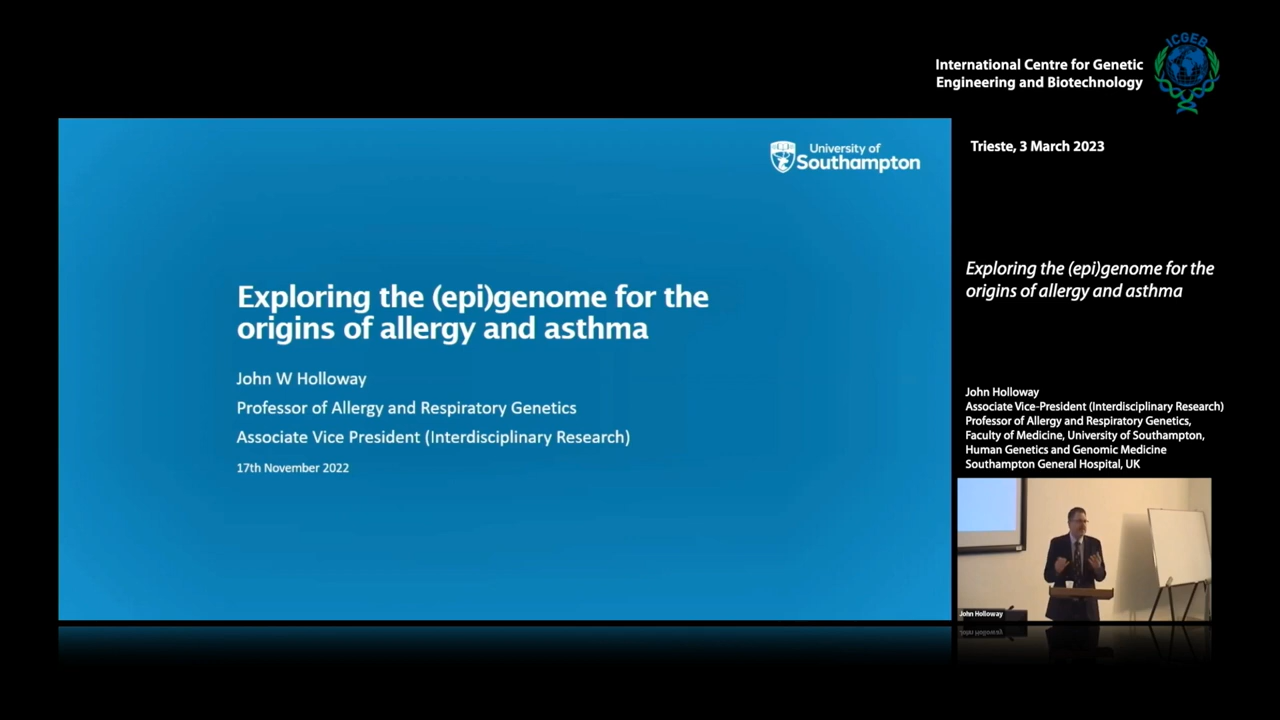 ICGEB
International Centre for Genetic
Engineering and Biotechnology
Trieste, 3 March 2023
University of
Southampton
Exploring the (epi)genome for the
origins of allergy and asthma
John W Holloway
Professor of Allergy and Respiratory Genetics
Associate Vice President (Interdisciplinary Research)
17th November 2022
Exploring the (epi)genome for the
origins of allergy and asthma
John Holloway
Associate Vice-President (Interdisciplinary Research)
Professor of Allergy and Respiratory Genetics,
Faculty of Medicine, University of Southampton,
Human Genetics and Genomic Medicine
Southampton General Hospital, UK
John Holloway